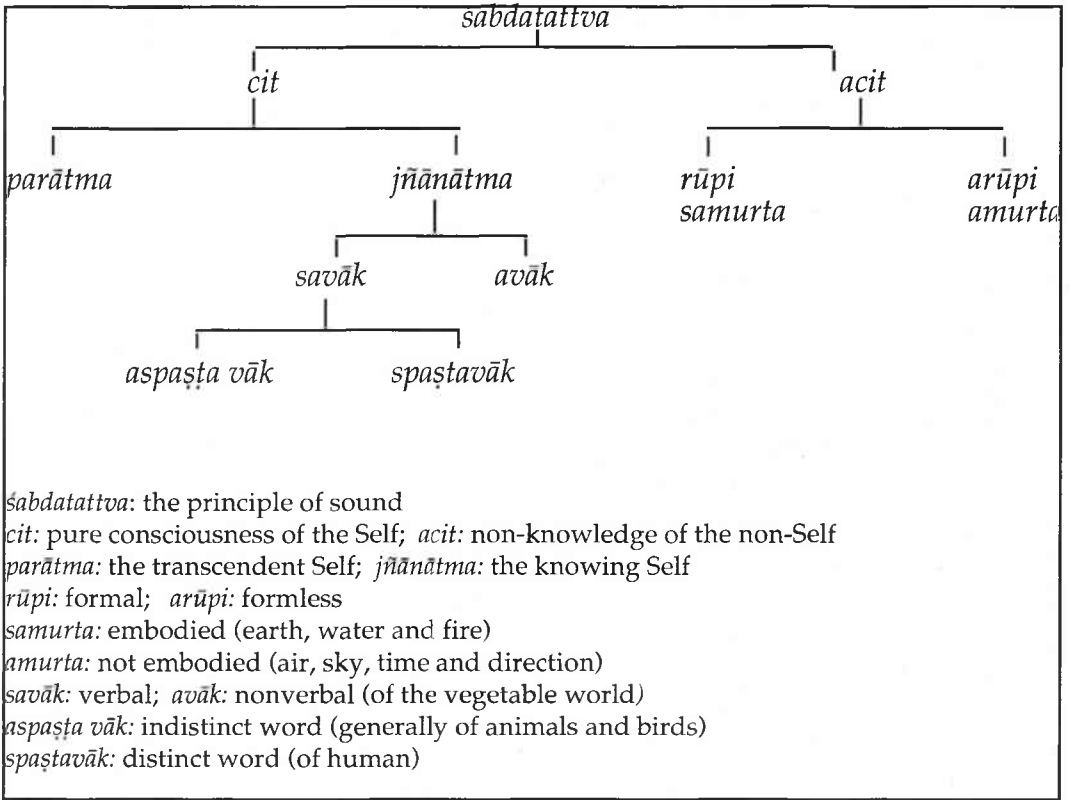 śabdatattva
cit acit
parātma jñānātma rūpi arūpi
samurta amurta
savāk avāk
aspaṣṭa vāk spaṣtavāk
śabdatattva: the principle of sound
cit: pure consciousness of the Self; acit: non-knowledge of the non-Self
parātma: the transcendent Self; jñānātma: the knowing Self
rūpi: formal; arūpi: formless
samurta: embodied (earth, water and fire)
amurta: not embodied (air, sky, time and direction)
savāk: verbal; avāk: nonverbal (of the vegetable world)
aspaṣṭa vāk: indistinct word (generally of animals and birds)
spaṣtavāk: distinct word (of human)